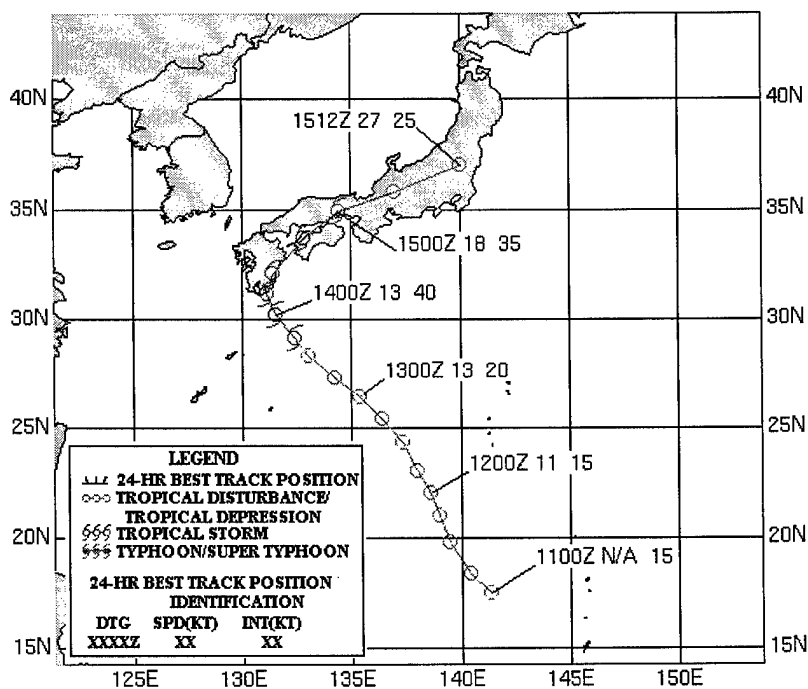 40N
40N
1512Z 27 25
35N
35N
1500Z 18 35
1400Z 13 40
30N
30N
1300Z 13 20
25N
25N
LEGEND
24-HR BEST TRACK POSITION
TROPICAL DISTURBANCE/
TROPICAL DEPRESSION
TROPICAL STORM
TYPHOON/SUPER TYPHOON
1200Z 11 15
20N
20N
1100Z N/A 15
24-HR BEST TRACK POSITION
IDENTIFICATION
DTG SPD(KT) INT(KT)
XXXXZ XX XX
15N
15N
125E 130E 135E 140E 145E 150E